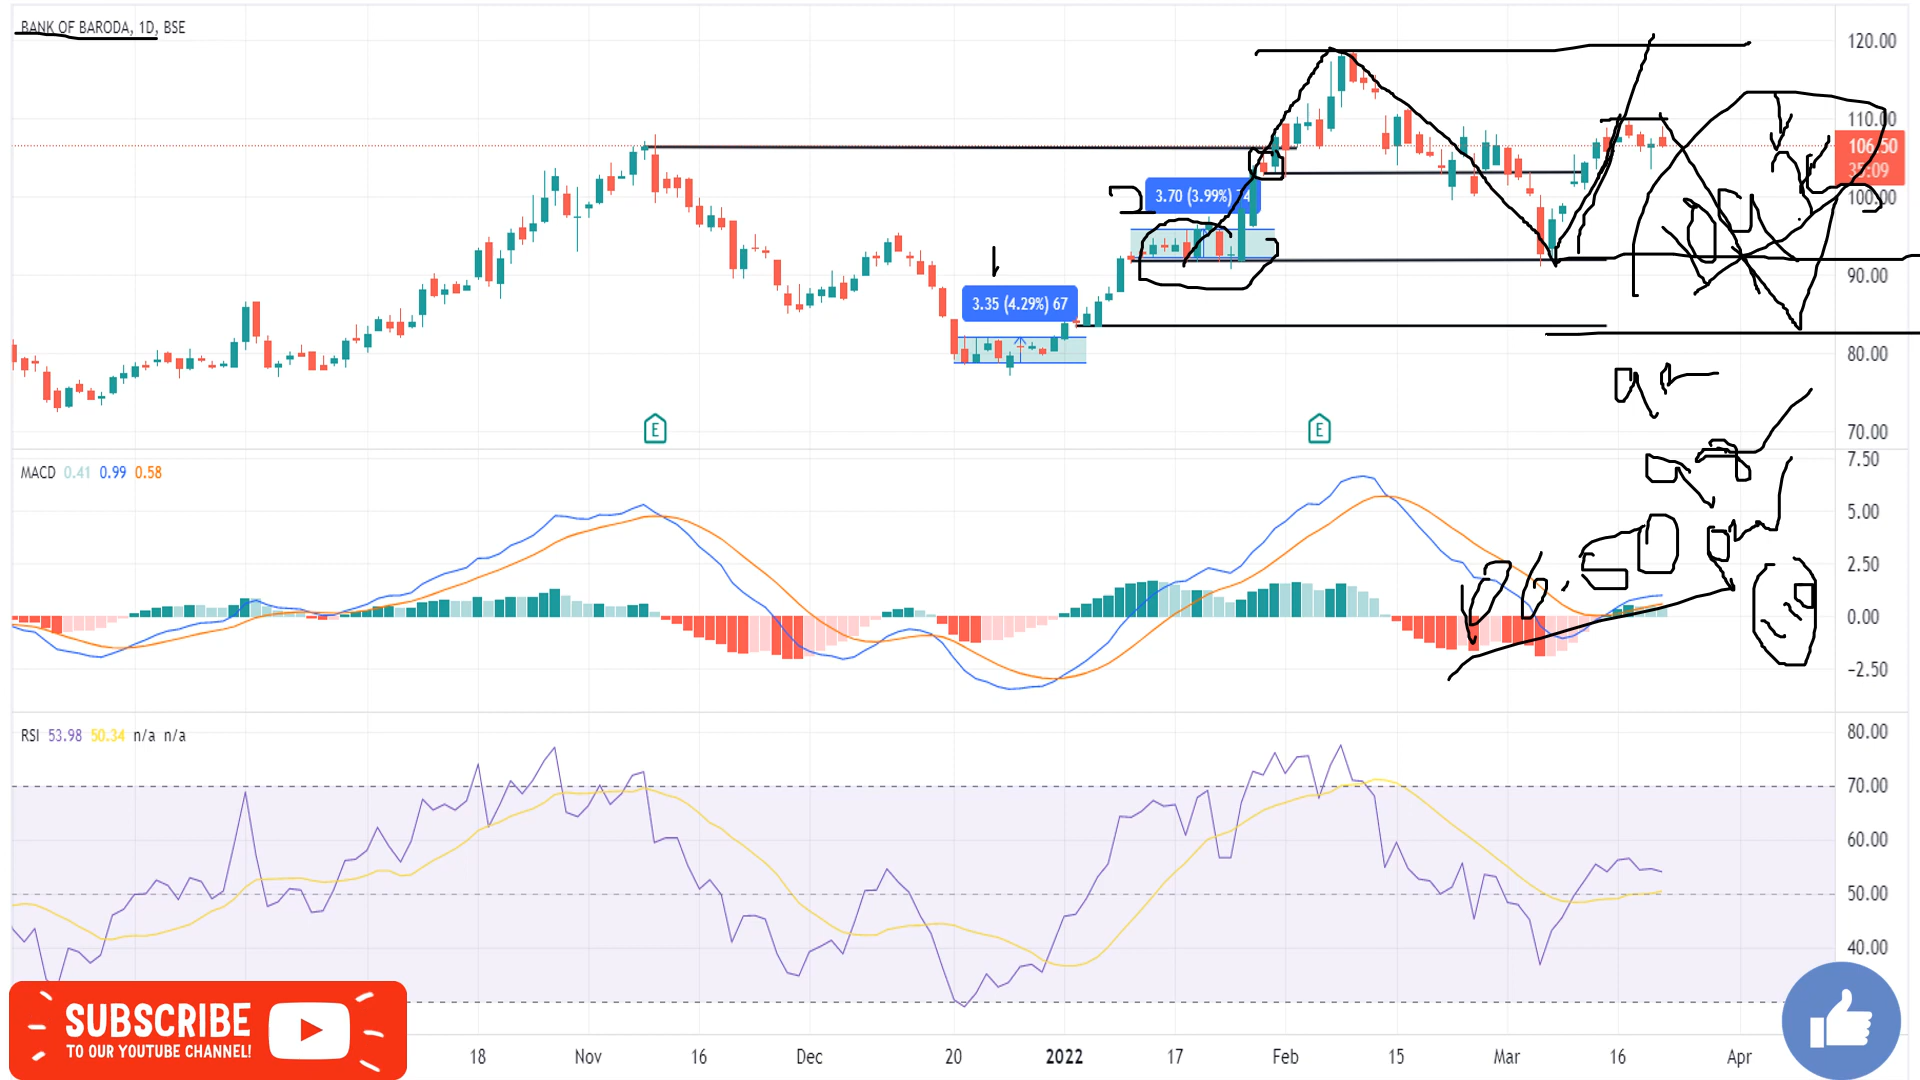 BANK OF BARODA, 1D, BSE
120.00
110.00
106.50
35:09
100.00
3.70 (3.99%) 74
90.00
3.35 (4.29%) 67
80.00
E
E
70.00
MACD 0.41 0.99 0.58
7.50
5.00
2.50
0.00
−2.50
RSI 53.98 50.34 n/a n/a
80.00
70.00
60.00
50.00
40.00
SUBSCRIBE
TO OUR YOUTUBE CHANNEL!
18 Nov 16 Dec 20 2022 17 Feb 15 Mar 16 Apr